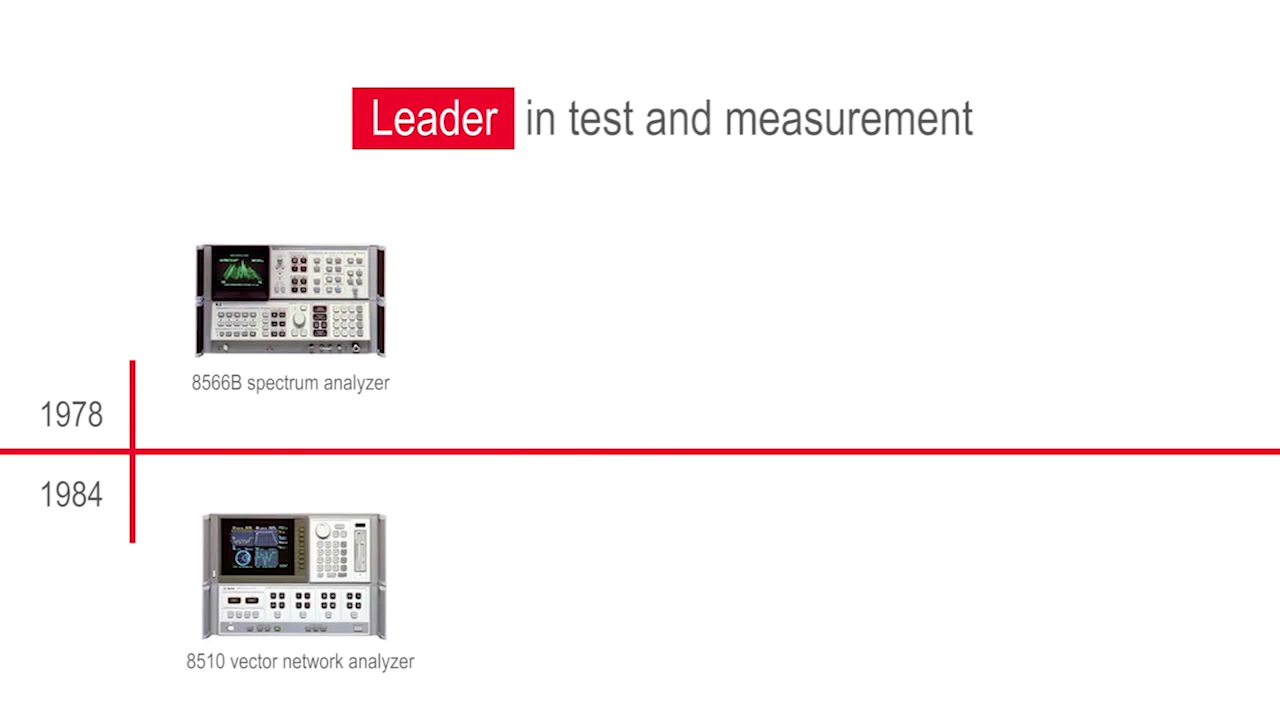 Leader in test and measurement
8566B spectrum analyzer
1978
1984
8510 vector network analyzer